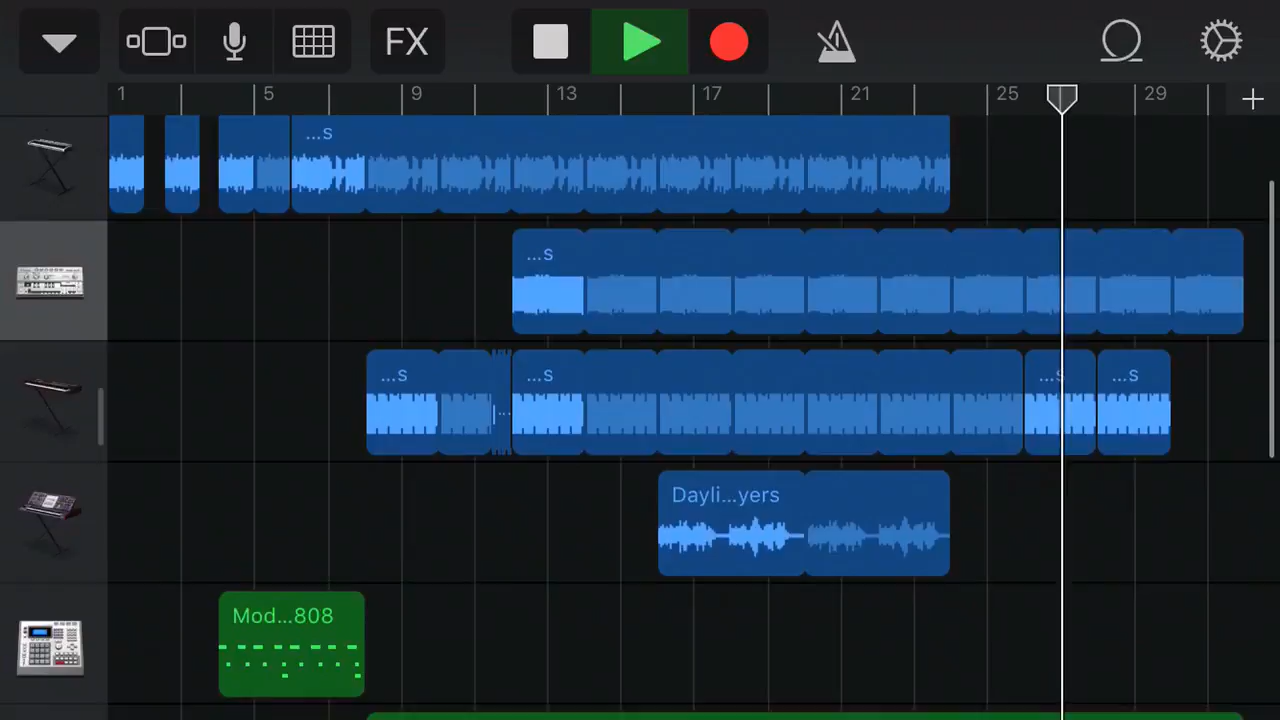 FX
1 5 9 13 17 21 25 29
...s
...s
...s ... ...s ...s ...s
Dayli...yers
Mod...808